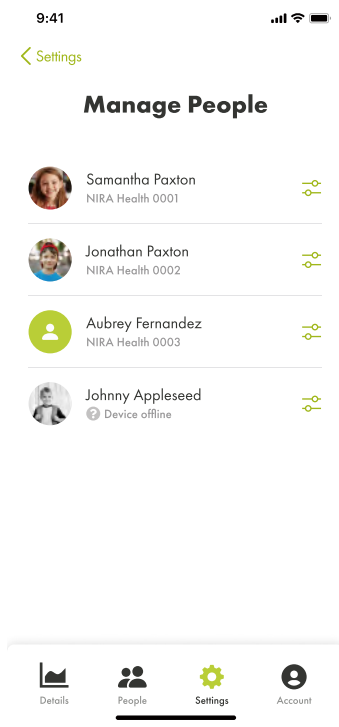 9:41
Settings
Manage People
Samantha Paxton
NIRA Health 0001
Jonathan Paxton
NIRA Health 0002
Aubrey Fernandez
NIRA Health 0003
Johnny Appleseed
? Device offline
Details People Settings Account